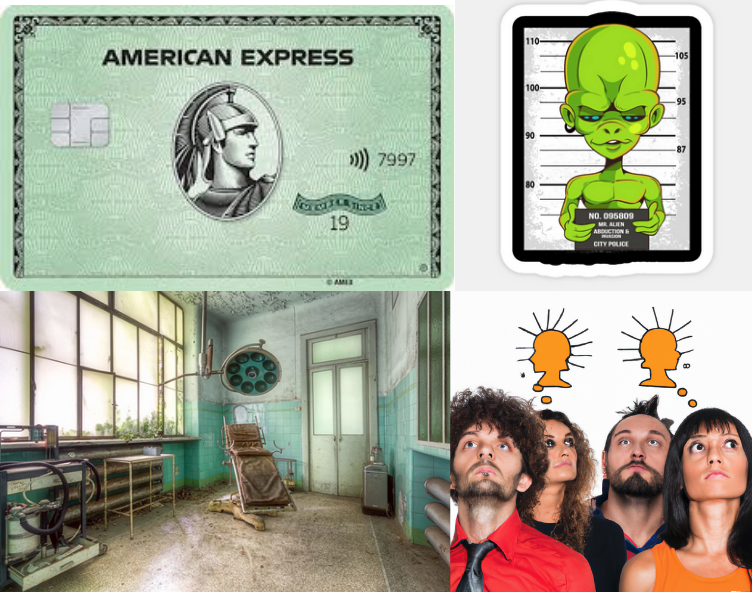 AMERICAN EXPRESS
7997
MEMBER SINCE
19
© AMEX
110
105
100
95
90
87
80
NO. 095809
MR. ALIEN
ABDUCTION &
INVASION
CITY POLICE
8